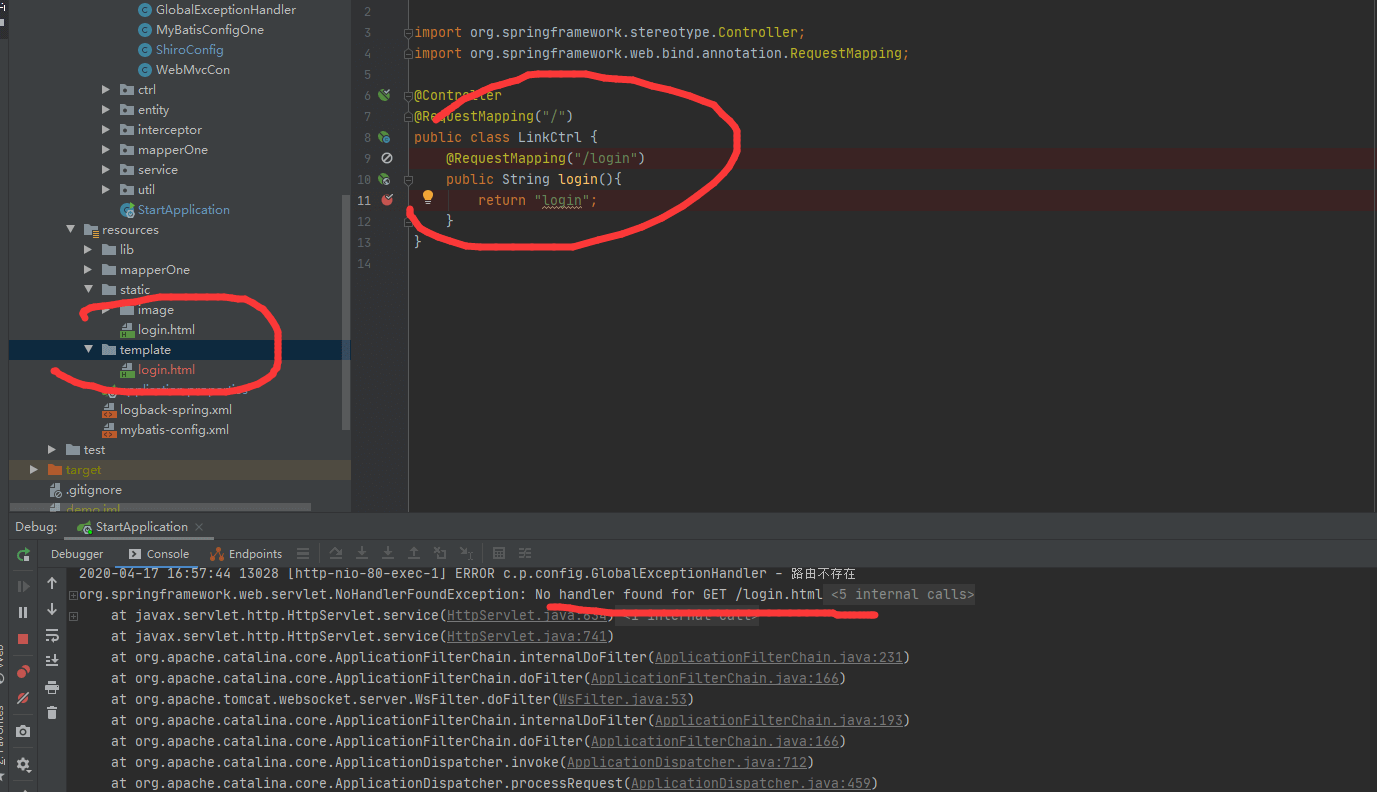 GlobalExceptionHandler
MyBatisConfigOne
ShiroConfig
WebMvcCon
ctrl
entity
interceptor
mapperOne
service
util
StartApplication
resources
lib
mapperOne
static
image
login.html
template
login.html
application.properties
logback-spring.xml
mybatis-config.xml
test
target
.gitignore
demo.iml
2
3 import org.springframework.stereotype.Controller;
4 import org.springframework.web.bind.annotation.RequestMapping;
5
6 @Controller
7 @RequestMapping("/")
8 public class LinkCtrl {
9 @RequestMapping("/login")
10 public String login(){
11 return "login";
12 }
13 }
14
Debug: StartApplication
Debugger Console Endpoints
2020-04-17 16:57:44 13028 [http-nio-80-exec-1] ERROR c.p.config.GlobalExceptionHandler - 路由不存在
org.springframework.web.servlet.NoHandlerFoundException: No handler found for GET /login.html <5 internal calls>
at javax.servlet.http.HttpServlet.service(HttpServlet.java:634) <1 internal call>
at javax.servlet.http.HttpServlet.service(HttpServlet.java:741)
at org.apache.catalina.core.ApplicationFilterChain.internalDoFilter(ApplicationFilterChain.java:231)
at org.apache.catalina.core.ApplicationFilterChain.doFilter(ApplicationFilterChain.java:166)
at org.apache.tomcat.websocket.server.WsFilter.doFilter(WsFilter.java:53)
at org.apache.catalina.core.ApplicationFilterChain.internalDoFilter(ApplicationFilterChain.java:193)
at org.apache.catalina.core.ApplicationFilterChain.doFilter(ApplicationFilterChain.java:166)
at org.apache.catalina.core.ApplicationDispatcher.invoke(ApplicationDispatcher.java:712)
at org.apache.catalina.core.ApplicationDispatcher.processRequest(ApplicationDispatcher.java:459)